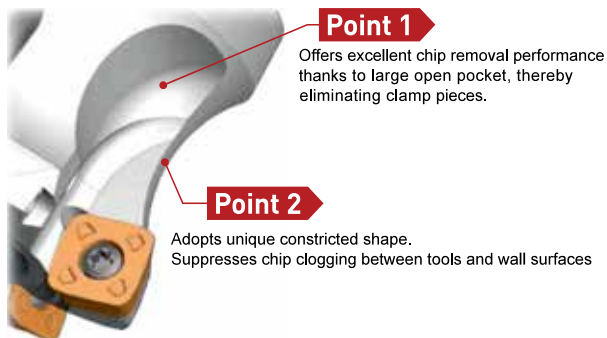 Point 1
Offers excellent chip removal performance
thanks to large open pocket, thereby
eliminating clamp pieces.
Point 2
Adopts unique constricted shape.
Suppresses chip clogging between tools and wall surfaces